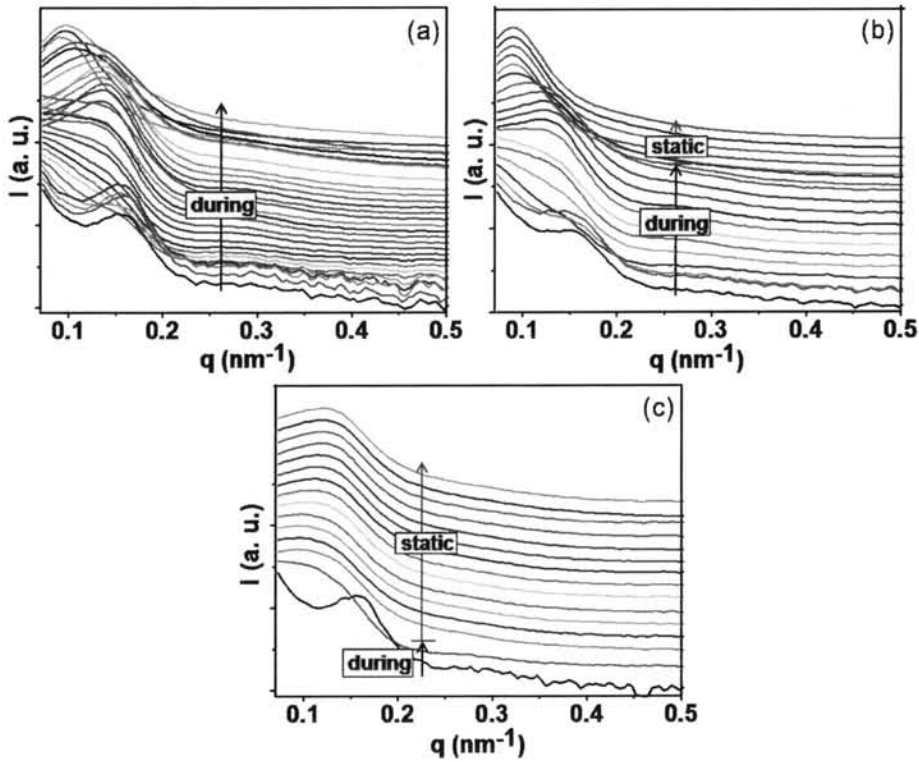 (a)
I (a. u.)
during
0.1 0.2 0.3 0.4 0.5
q (nm-1)
(b)
I (a. u.)
static
during
0.1 0.2 0.3 0.4 0.5
q (nm-1)
(c)
I (a. u.)
static
during
0.1 0.2 0.3 0.4 0.5
q (nm-1)